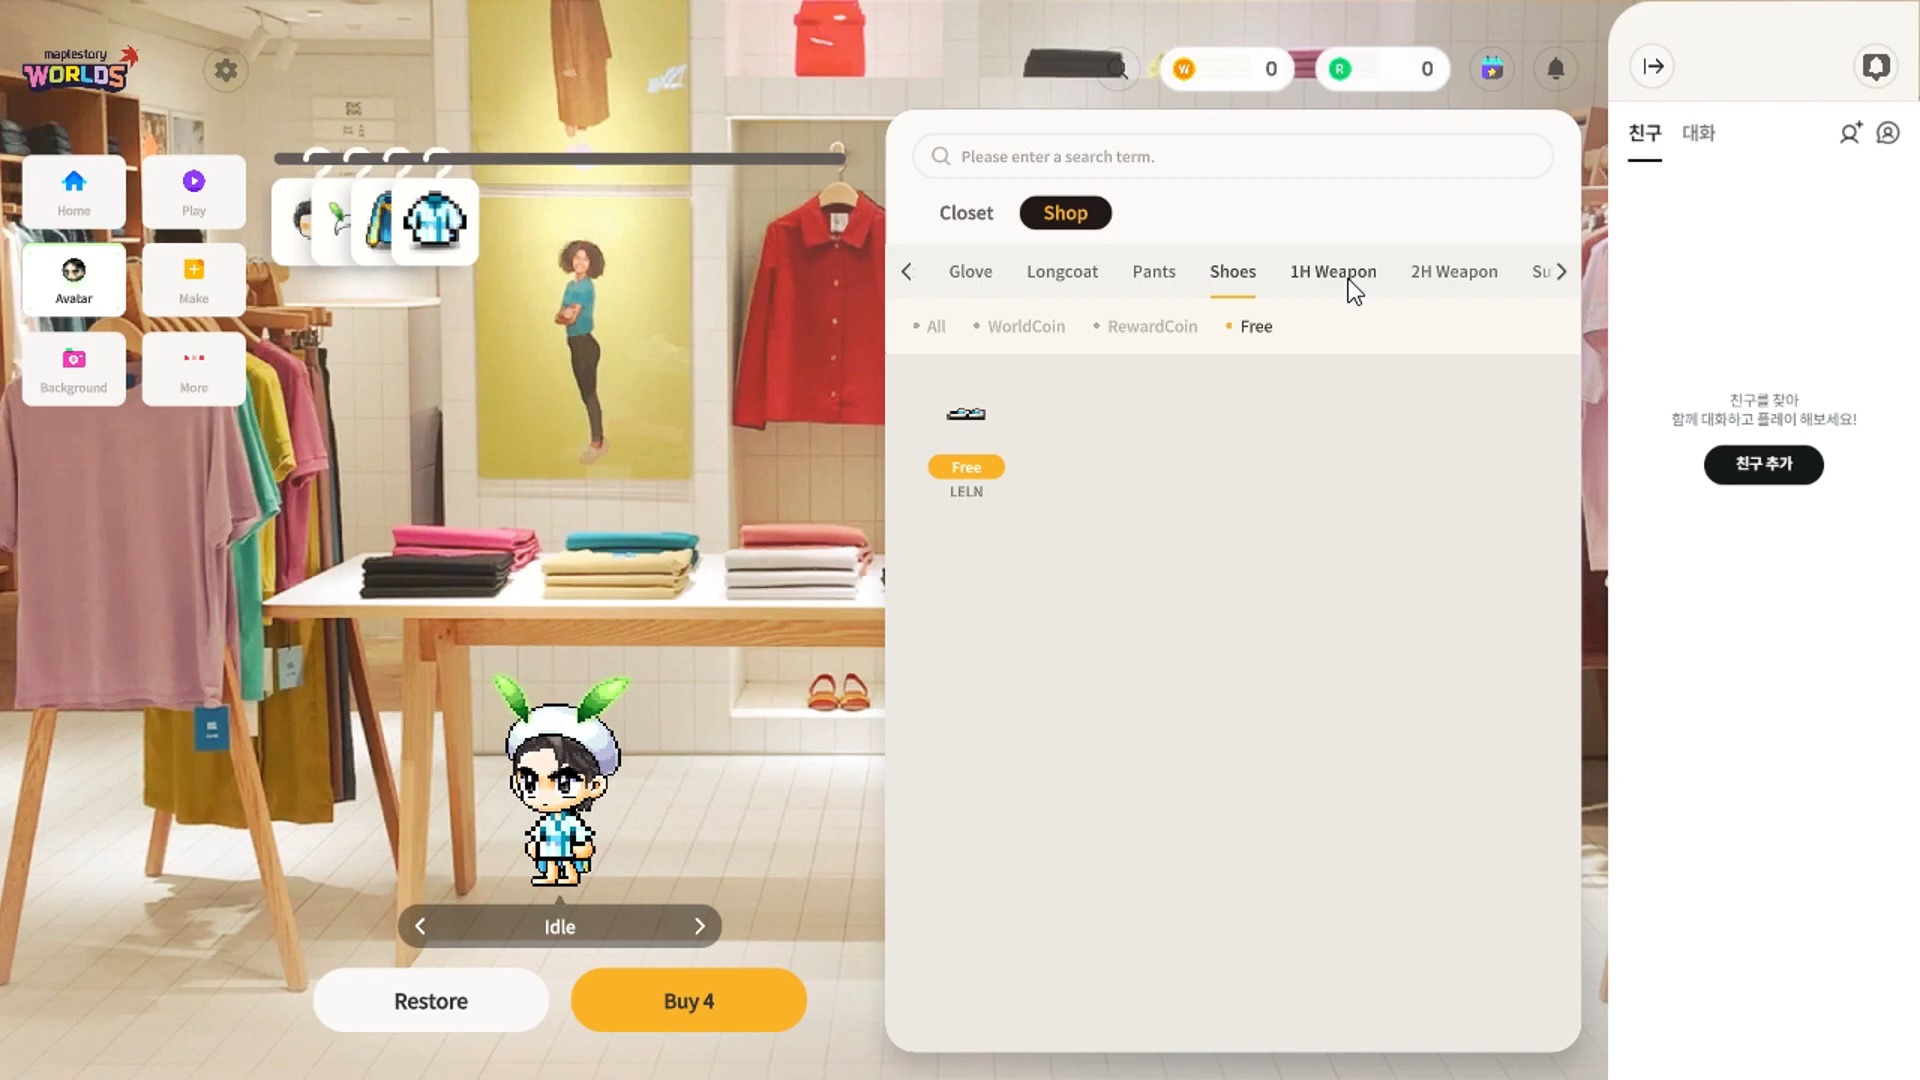 maplestory
WORLDS
Home
Play
Avatar
Make
Background
More
W
0
R
0
Please enter a search term.
Closet
Shop
Glove
Longcoat
Pants
Shoes
1H Weapon
2H Weapon
Su
All
WorldCoin
RewardCoin
Free
Free
LELN
Idle
Restore
Buy 4
친구
대화
친구를 찾아
함께 대화하고 플레이 해보세요!
친구 추가